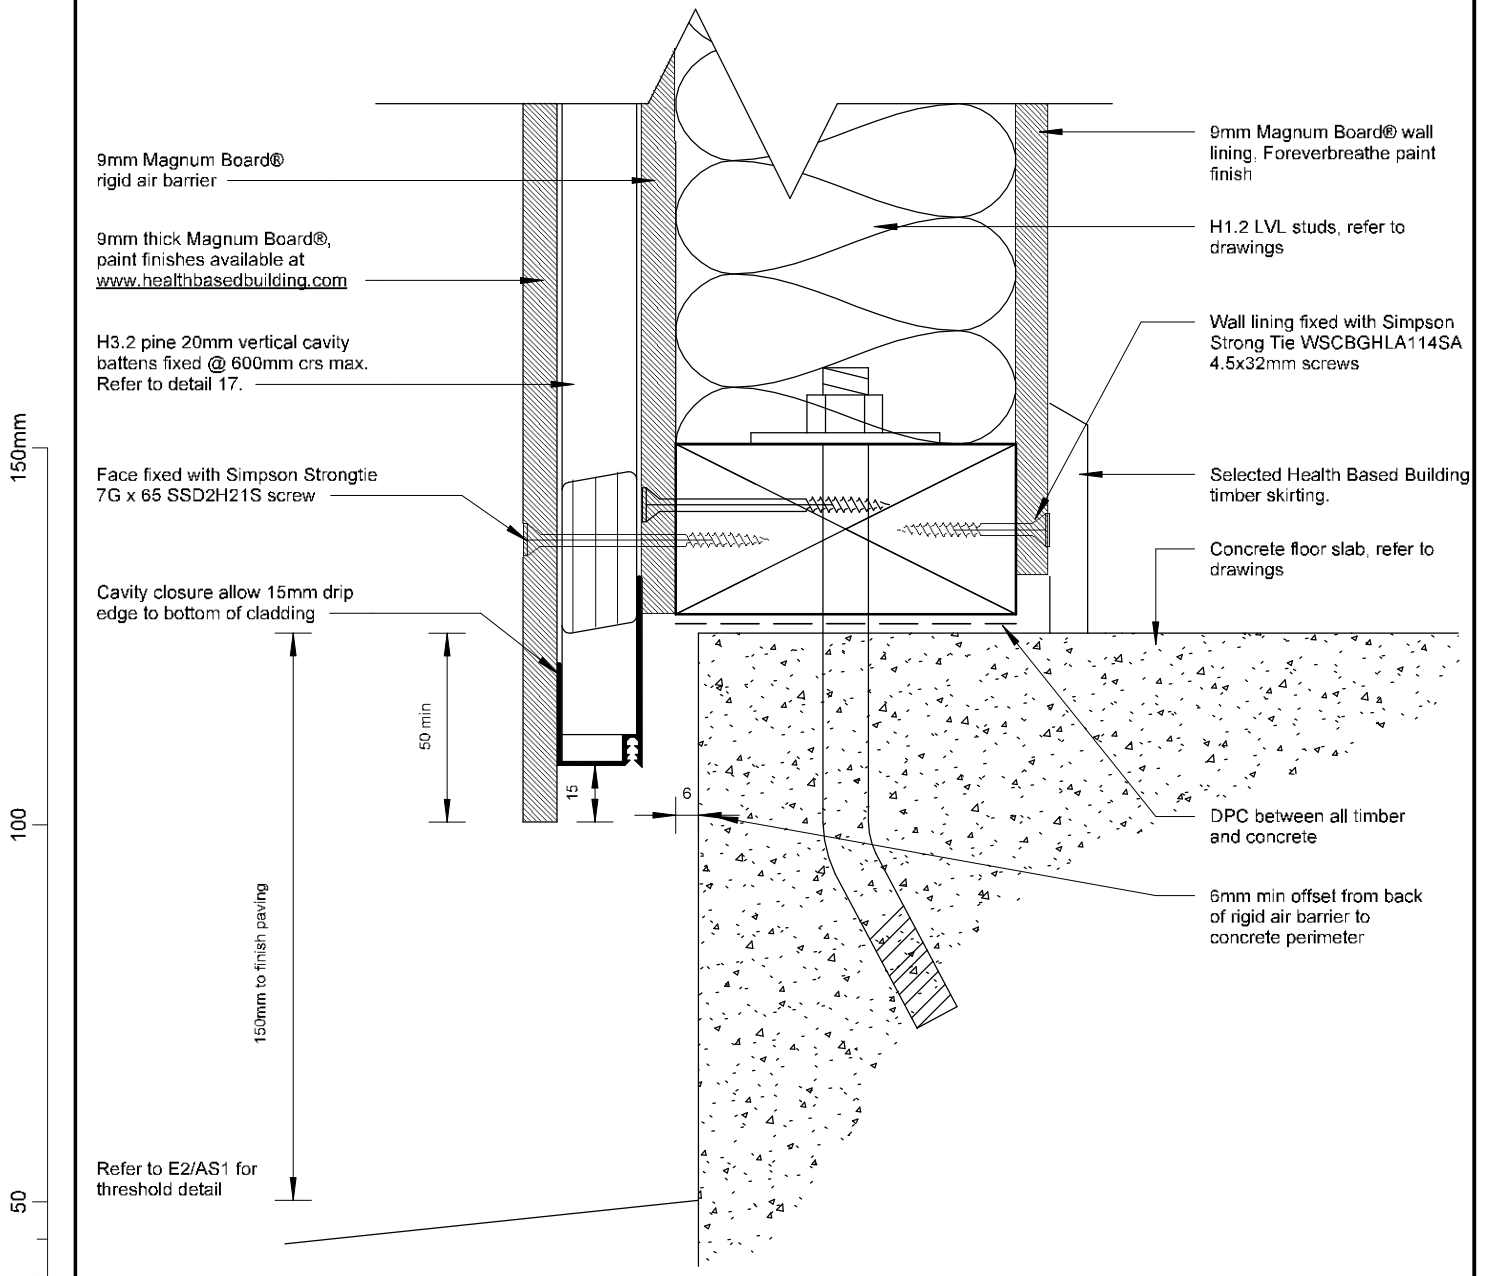 9mm Magnum Board®
rigid air barrier
9mm thick Magnum Board®,
paint finishes available at
www.healthbasedbuilding.com
H3.2 pine 20mm vertical cavity
battens fixed @ 600mm crs max.
Refer to detail 17.
Face fixed with Simpson Strongtie
7G x 65 SSD2H21S screw
Cavity closure allow 15mm drip
edge to bottom of cladding
Refer to E2/AS1 for
threshold detail
9mm Magnum Board® wall
lining, Foreverbreathe paint
finish
H1.2 LVL studs, refer to
drawings
Wall lining fixed with Simpson
Strong Tie WSCBGHLA114SA
4.5x32mm screws
Selected Health Based Building
timber skirting.
Concrete floor slab, refer to
drawings
DPC between all timber
and concrete
6mm min offset from back
of rigid air barrier to
concrete perimeter
50 min
15
6
150mm to finish paving
150mm
100
50